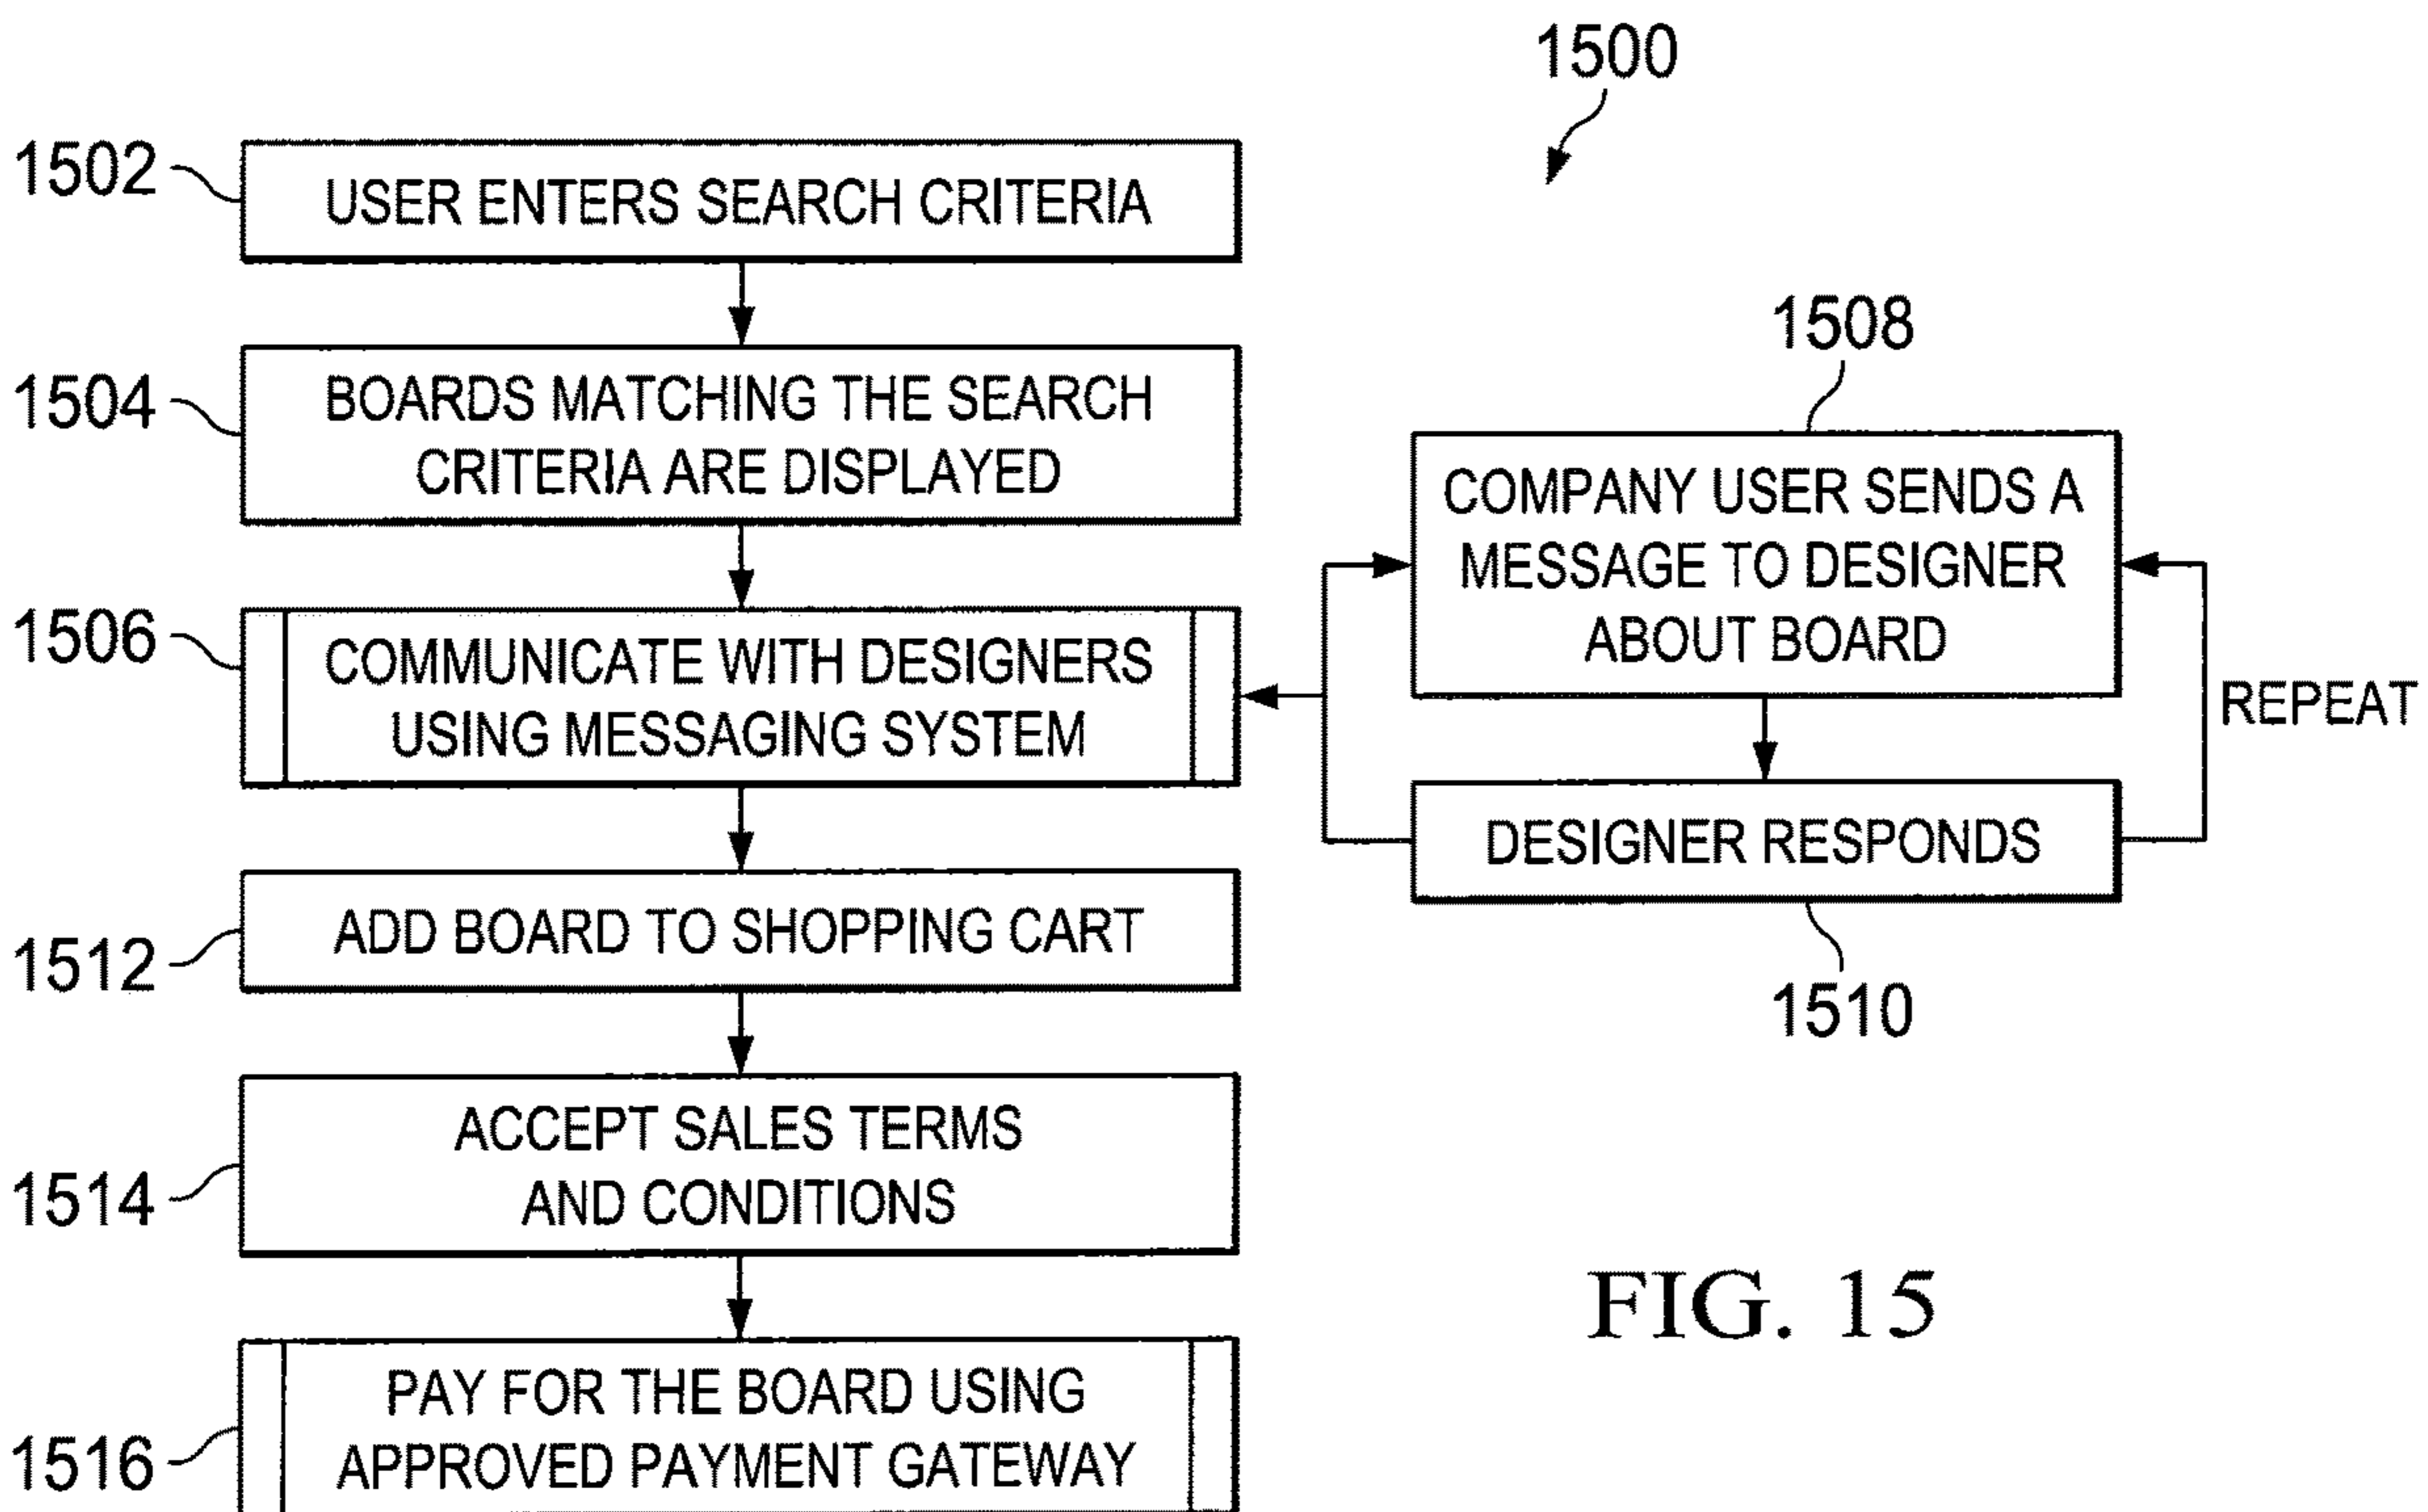 1500
1502
USER ENTERS SEARCH CRITERIA
1504
BOARDS MATCHING THE SEARCH
CRITERIA ARE DISPLAYED
1506
COMMUNICATE WITH DESIGNERS
USING MESSAGING SYSTEM
1508
COMPANY USER SENDS A
MESSAGE TO DESIGNER
ABOUT BOARD
REPEAT
DESIGNER RESPONDS
1510
1512
ADD BOARD TO SHOPPING CART
1514
ACCEPT SALES TERMS
AND CONDITIONS
1516
PAY FOR THE BOARD USING
APPROVED PAYMENT GATEWAY
FIG. 15